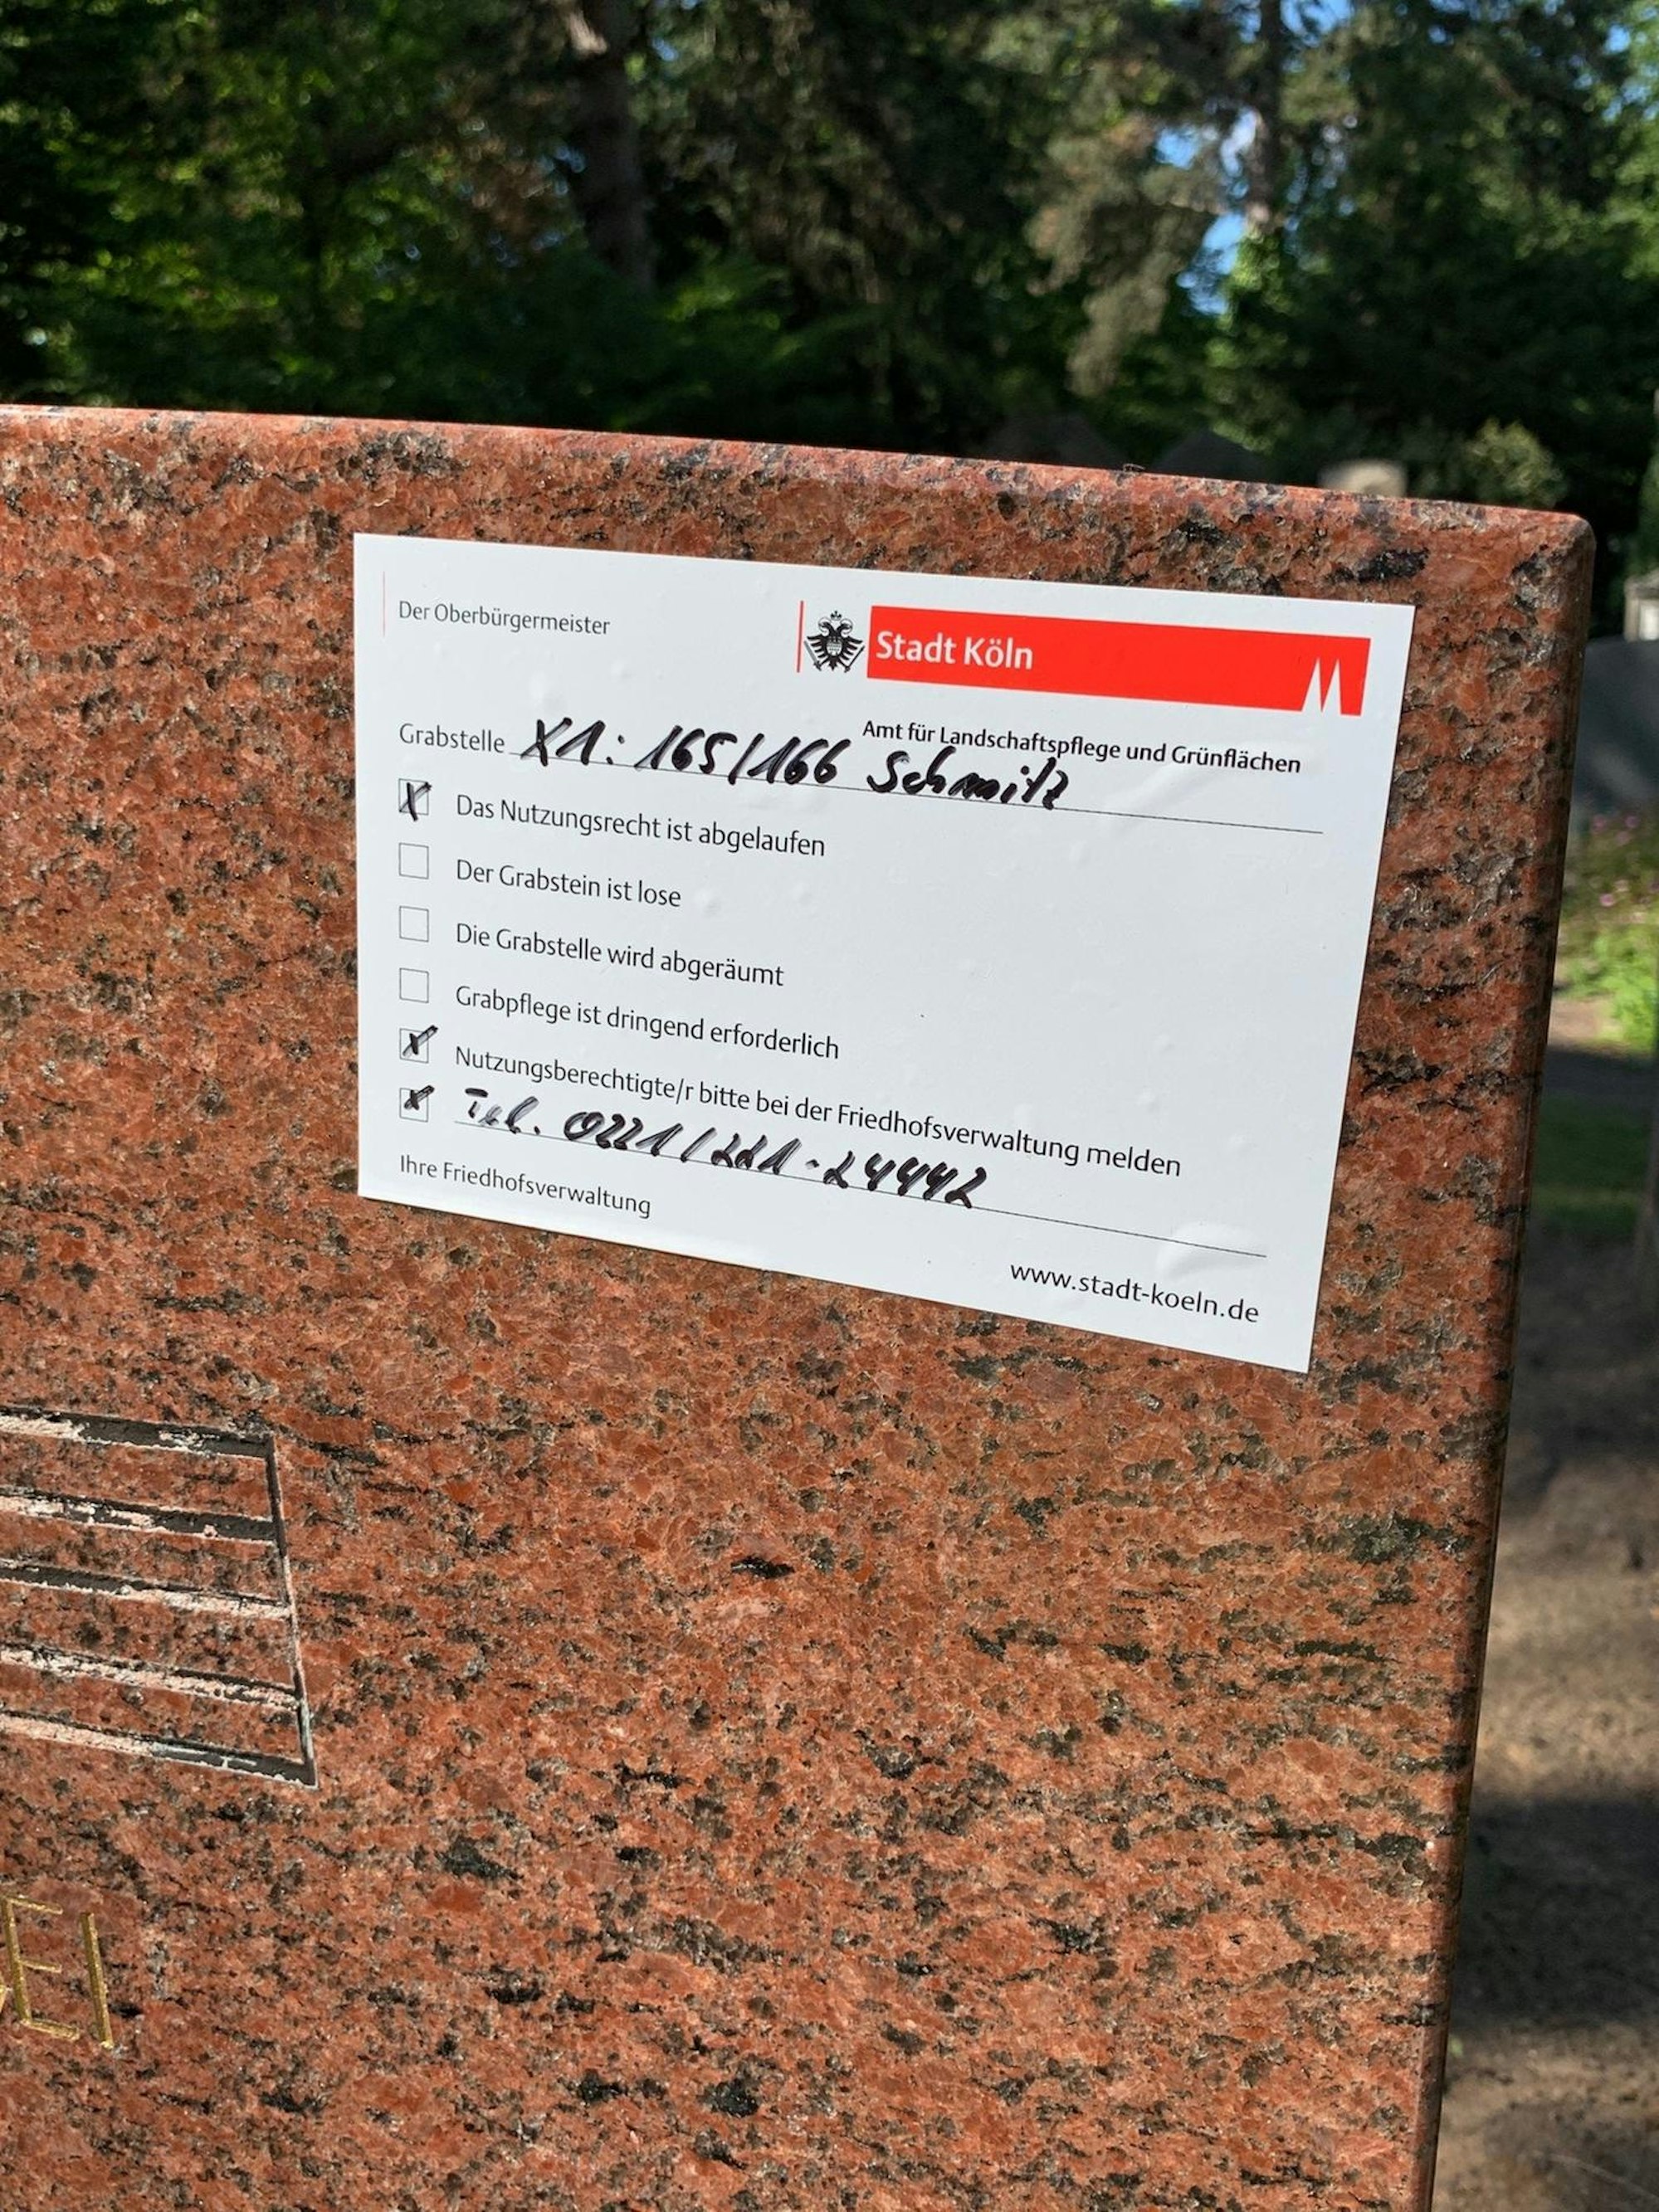 Der Oberbürgermeister
Stadt Köln
Amt für Landschaftspflege und Grünflächen
Grabstelle X1: 165/166 Schmitz
X Das Nutzungsrecht ist abgelaufen
Der Grabstein ist lose
Die Grabstelle wird abgeräumt
Grabpflege ist dringend erforderlich
X Nutzungsberechtigte/r bitte bei der Friedhofsverwaltung melden
X Tel. 0221/221-24442
Ihre Friedhofsverwaltung
www.stadt-koeln.de
EI